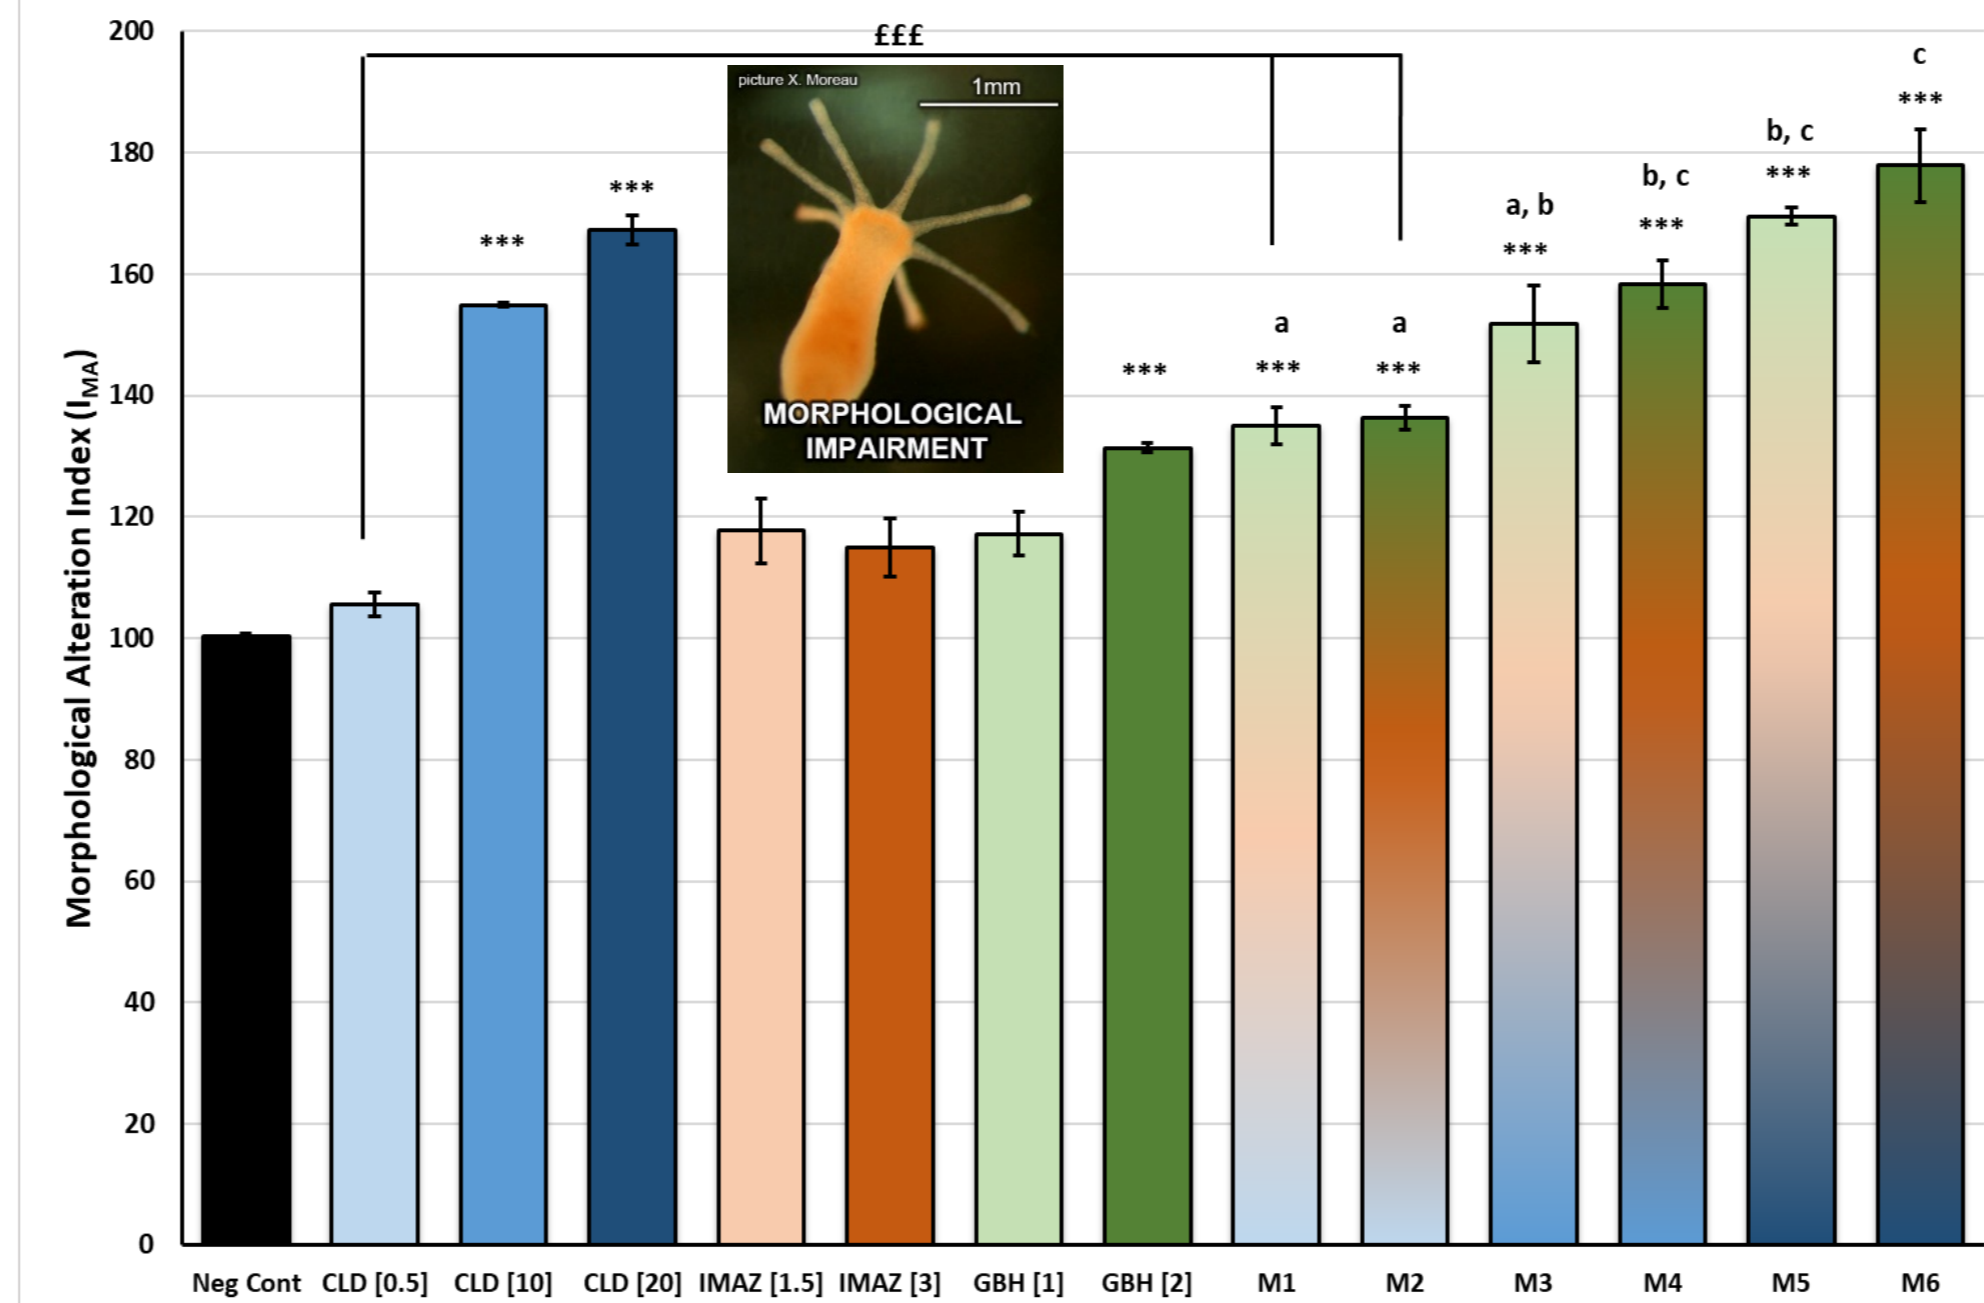 200
£££
c
***
picture X. Moreau
1mm
b, c
***
180
***
b, c
***
a, b
***
***
160
a
***
a
***
***
140
MORPHOLOGICAL
IMPAIRMENT
120
100
80
60
40
20
0
Morphological Alteration Index (IMA)
Neg Cont CLD [0.5] CLD [10] CLD [20] IMAZ [1.5] IMAZ [3] GBH [1] GBH [2] M1 M2 M3 M4 M5 M6